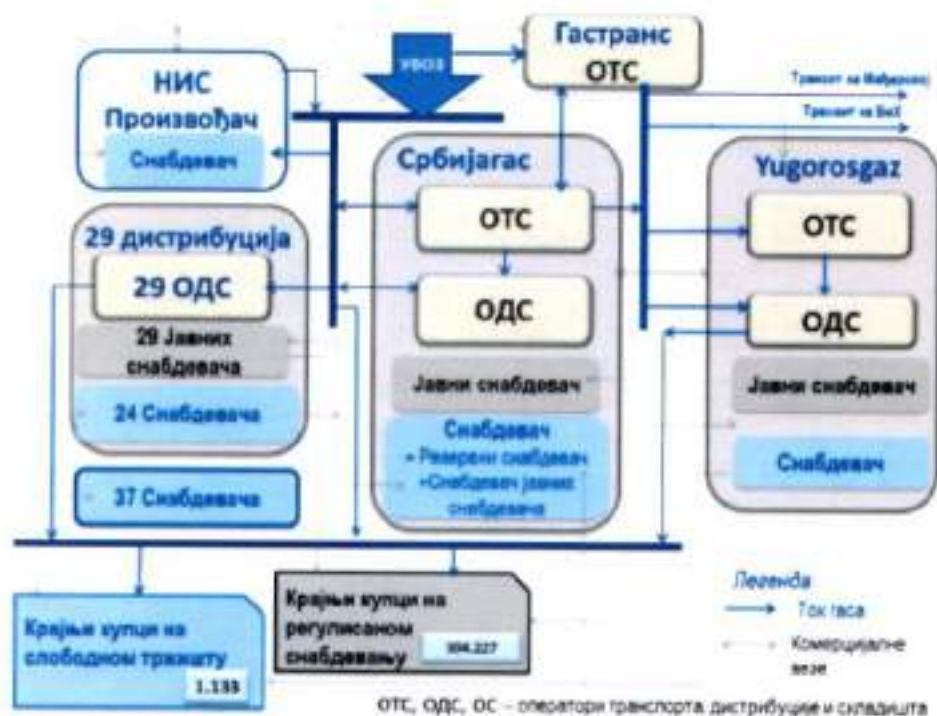 НИС
Произвођач
Снабдевач
УВОЗ
Гастранс
ОТС
Транзит за Мађарску
Транзит за БиХ
29 дистрибуција
29 ОДС
29 Јавних
снабдевача
24 Снабдевача
37 Снабдевача
Србијагас
ОТС
ОДС
Јавни снабдевач
Снабдевач
+ Резервни снабдевач
+Снабдевач јавних
снабдевача
Yugorosgaz
ОТС
ОДС
Јавни снабдевач
Снабдевач
Крајњи купци на
слободном тржишту
1.133
Крајњи купци на
регулисаном
снабдевању
Легенда
Ток гаса
Комерцијалне
везе
ОТС, ОДС, ОС - оператори транспорта, дистрибуције и складишта